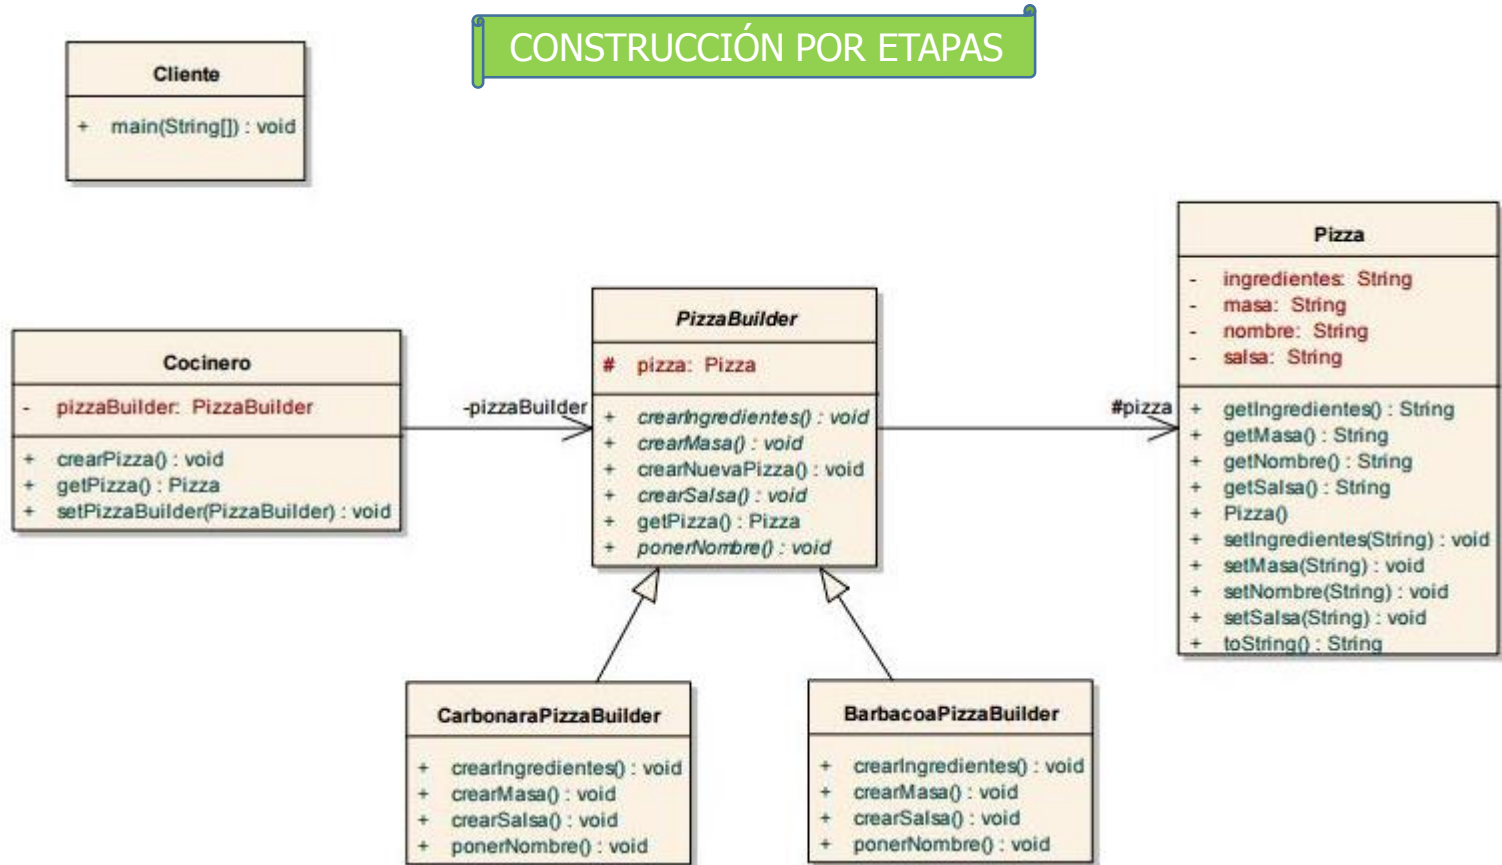 CONSTRUCCIÓN POR ETAPAS
Cliente
+ main(String[]) : void
Cocinero
- pizzaBuilder: PizzaBuilder
+ crearPizza() : void
+ getPizza() : Pizza
+ setPizzaBuilder(PizzaBuilder) : void
-pizzaBuilder
PizzaBuilder
# pizza: Pizza
+ crearIngredientes() : void
+ crearMasa() : void
+ crearNuevaPizza() : void
+ crearSalsa() : void
+ getPizza() : Pizza
+ ponerNombre() : void
#pizza
Pizza
- ingredientes: String
- masa: String
- nombre: String
- salsa: String
+ getIngredientes() : String
+ getMasa() : String
+ getNombre() : String
+ getSalsa() : String
+ Pizza()
+ setIngredientes(String) : void
+ setMasa(String) : void
+ setNombre(String) : void
+ setSalsa(String) : void
+ toString() : String
CarbonaraPizzaBuilder
+ crearIngredientes() : void
+ crearMasa() : void
+ crearSalsa() : void
+ ponerNombre() : void
BarbacoaPizzaBuilder
+ crearIngredientes() : void
+ crearMasa() : void
+ crearSalsa() : void
+ ponerNombre() : void